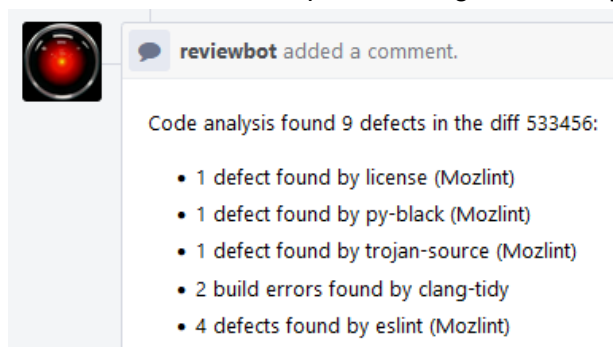 reviewbot added a comment.
Code analysis found 9 defects in the diff 533456:
• 1 defect found by license (Mozlint)
• 1 defect found by py-black (Mozlint)
• 1 defect found by trojan-source (Mozlint)
• 2 build errors found by clang-tidy
• 4 defects found by eslint (Mozlint)